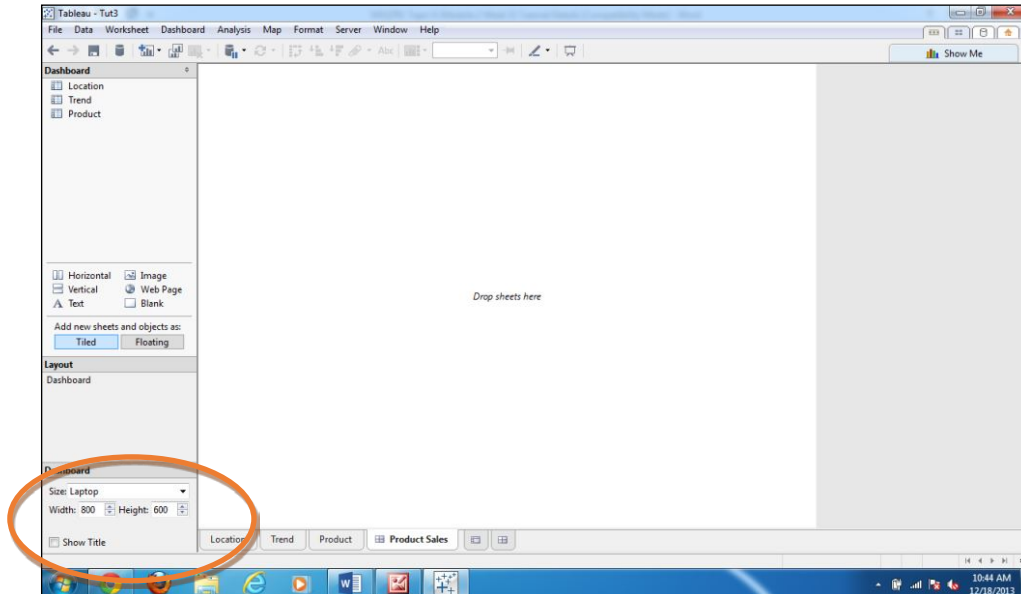 Tableau - Tut3
File Data Worksheet Dashboard Analysis Map Format Server Window Help
Abc
Show Me
Dashboard
Location
Trend
Product
Horizontal Image
Vertical Web Page
A Text Blank
Add new sheets and objects as:
Tiled Floating
Drop sheets here
Layout
Dashboard
Dashboard
Size: Laptop
Width: 800 Height: 600
Show Title
Location Trend Product Product Sales
10:44 AM
12/18/2013